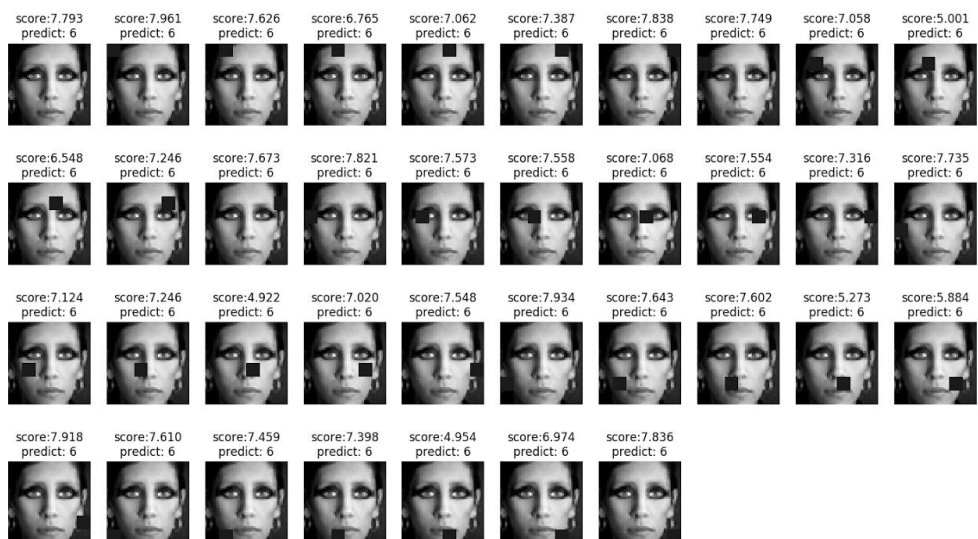 score:7.793 score:7.961 score:7.626 score:6.765 score:7.062 score:7.387 score:7.838 score:7.749 score:7.058 score:5.001
predict: 6 predict: 6 predict: 6 predict: 6 predict: 6 predict: 6 predict: 6 predict: 6 predict: 6 predict: 6
score:6.548 score:7.246 score:7.673 score:7.821 score:7.573 score:7.558 score:7.068 score:7.554 score:7.316 score:7.735
predict: 6 predict: 6 predict: 6 predict: 6 predict: 6 predict: 6 predict: 6 predict: 6 predict: 6 predict: 6
score:7.124 score:7.246 score:4.922 score:7.020 score:7.548 score:7.934 score:7.643 score:7.602 score:5.273 score:5.884
predict: 6 predict: 6 predict: 6 predict: 6 predict: 6 predict: 6 predict: 6 predict: 6 predict: 6 predict: 6
score:7.918 score:7.610 score:7.459 score:7.398 score:4.954 score:6.974 score:7.836
predict: 6 predict: 6 predict: 6 predict: 6 predict: 6 predict: 6 predict: 6